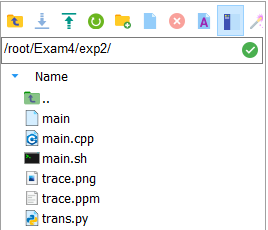 /root/Exam4/exp2/
Name
..
main
main.cpp
main.sh
trace.png
trace.ppm
trans.py